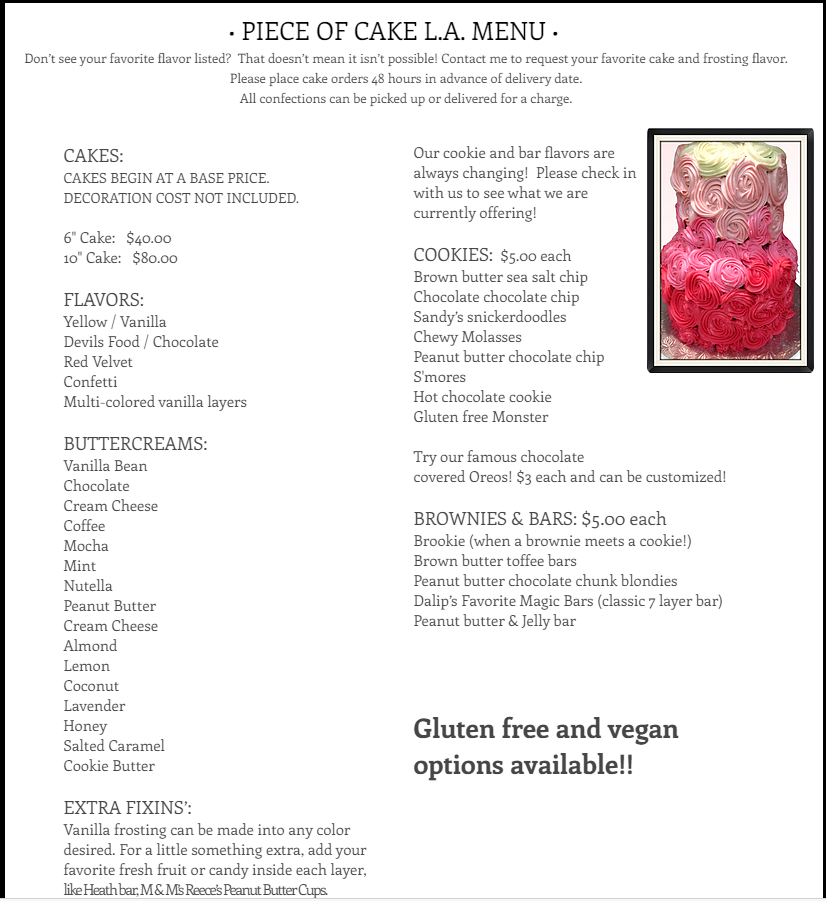 · PIECE OF CAKE L.A. MENU ·
Don't see your favorite flavor listed?  That doesn't mean it isn't possible! Contact me to request your favorite cake and frosting flavor.
Please place cake orders 48 hours in advance of delivery date.
All confections can be picked up or delivered for a charge.
CAKES:
CAKES BEGIN AT A BASE PRICE.
DECORATION COST NOT INCLUDED.
6" Cake:   $40.00
10" Cake:   $80.00
FLAVORS:
Yellow / Vanilla
Devils Food / Chocolate
Red Velvet
Confetti
Multi-colored vanilla layers
BUTTERCREAMS:
Vanilla Bean
Chocolate
Cream Cheese
Coffee
Mocha
Mint
Nutella
Peanut Butter
Cream Cheese
Almond
Lemon
Coconut
Lavender
Honey
Salted Caramel
Cookie Butter
EXTRA FIXINS':
Vanilla frosting can be made into any color
desired. For a little something extra, add your
favorite fresh fruit or candy inside each layer,
like Heath bar, M & M's Reece's Peanut Butter Cups.
Our cookie and bar flavors are
always changing!  Please check in
with us to see what we are
currently offering!
COOKIES:  $5.00 each
Brown butter sea salt chip
Chocolate chocolate chip
Sandy's snickerdoodles
Chewy Molasses
Peanut butter chocolate chip
S'mores
Hot chocolate cookie
Gluten free Monster
Try our famous chocolate
covered Oreos! $3 each and can be customized!
BROWNIES & BARS: $5.00 each
Brookie (when a brownie meets a cookie!)
Brown butter toffee bars
Peanut butter chocolate chunk blondies
Dalip's Favorite Magic Bars (classic 7 layer bar)
Peanut butter & Jelly bar
Gluten free and vegan
options available!!